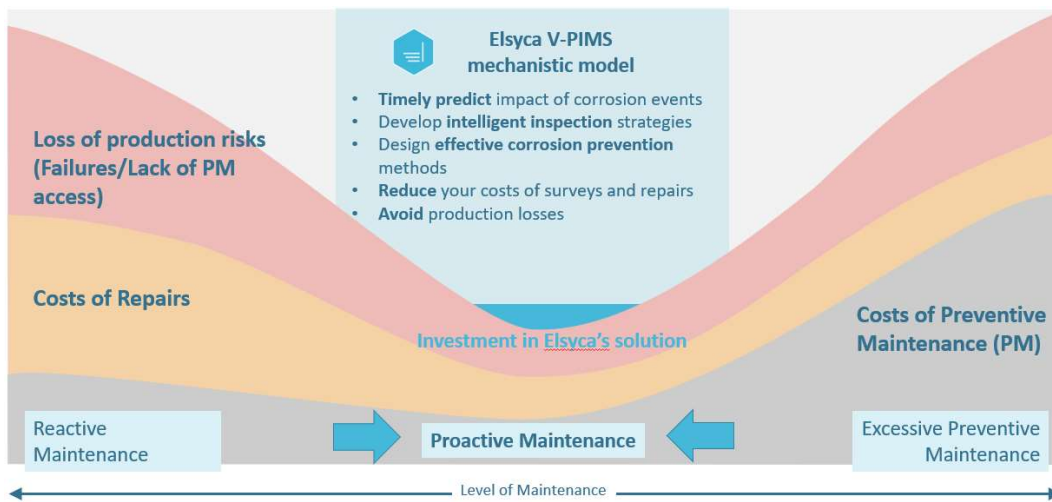 Elsyca V-PIMS
mechanistic model
• Timely predict impact of corrosion events
• Develop intelligent inspection strategies
• Design effective corrosion prevention
methods
• Reduce your costs of surveys and repairs
• Avoid production losses
Loss of production risks
(Failures/Lack of PM
access)
Costs of Repairs
Investment in Elsyca's solution
Costs of Preventive
Maintenance (PM)
Reactive
Maintenance
Proactive Maintenance
Excessive Preventive
Maintenance
Level of Maintenance